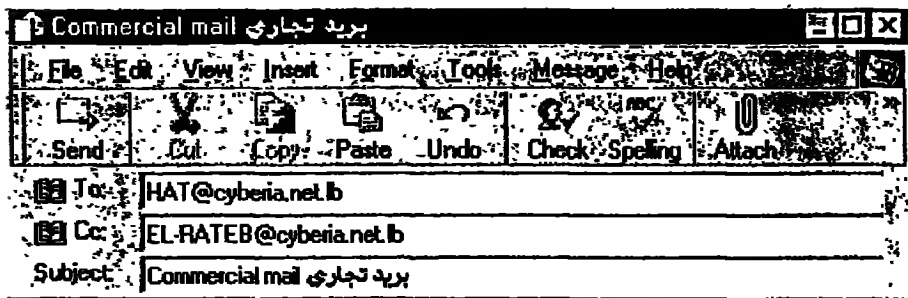 Commercial mail بريد تجاري
File Edit View Insert Format Tools Message Help
Send Cut Copy Paste Undo Check Spelling Attach
To: HAT@cyberia.net.lb
Cc: EL-RATEB@cyberia.net.lb
Subject: Commercial mail بريد تجاري